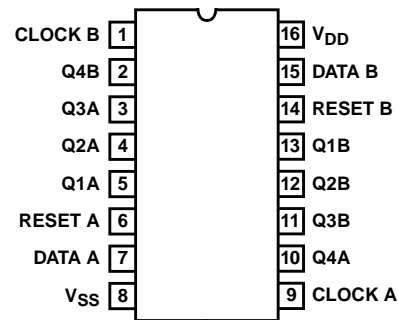 CLOCK B 1 16 VDD
Q4B 2 15 DATA B
Q3A 3 14 RESET B
Q2A 4 13 Q1B
Q1A 5 12 Q2B
RESET A 6 11 Q3B
DATA A 7 10 Q4A
VSS 8 9 CLOCK A